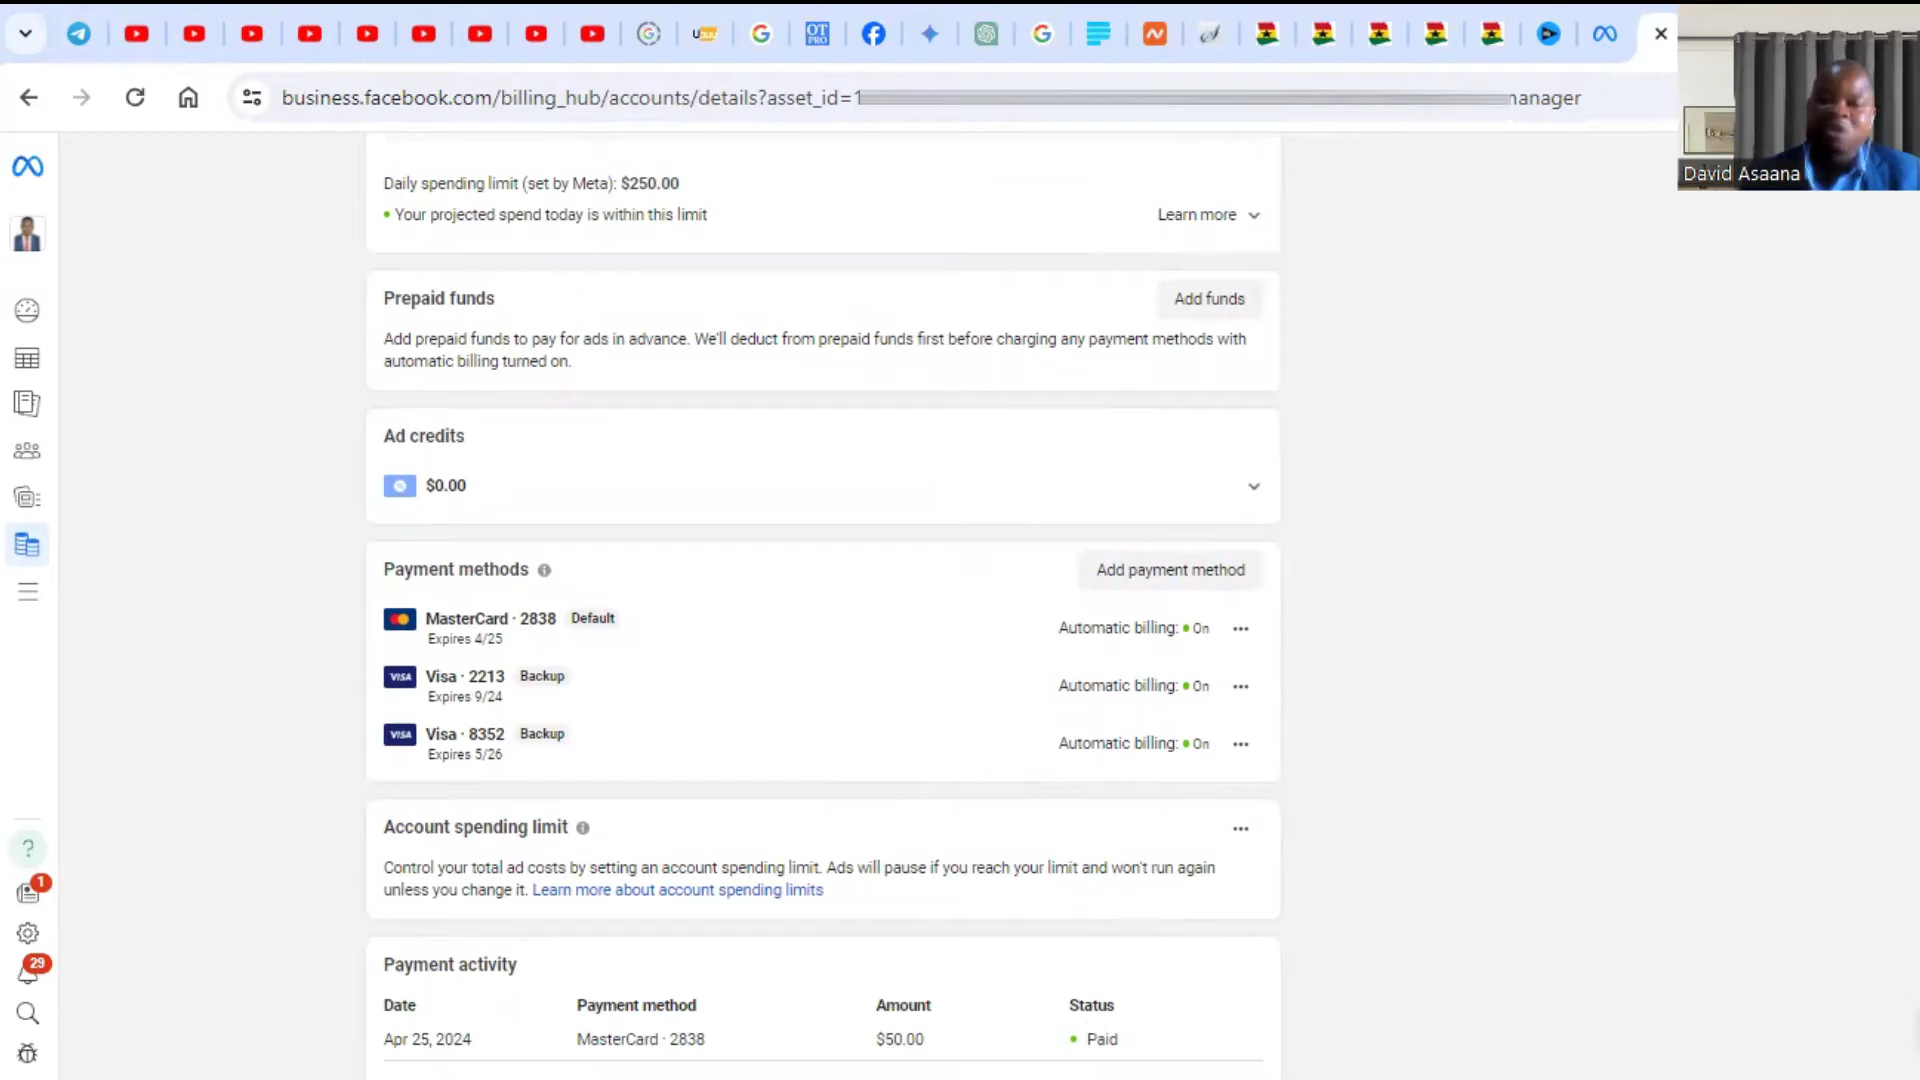 business.facebook.com/billing_hub/accounts/details?asset_id=1
manager
David Asaana
Daily spending limit (set by Meta): $250.00
Your projected spend today is within this limit
Learn more
Prepaid funds
Add funds
Add prepaid funds to pay for ads in advance. We'll deduct from prepaid funds first before charging any payment methods with
automatic billing turned on.
Ad credits
$0.00
Payment methods
Add payment method
MasterCard · 2838 Default
Expires 4/25
Automatic billing: On
VISA Visa · 2213 Backup
Expires 9/24
Automatic billing: On
VISA Visa · 8352 Backup
Expires 5/26
Automatic billing: On
Account spending limit
Control your total ad costs by setting an account spending limit. Ads will pause if you reach your limit and won't run again
unless you change it. Learn more about account spending limits
Payment activity
Date Payment method Amount Status
Apr 25, 2024 MasterCard · 2838 $50.00 Paid
1
29
OT
PRO